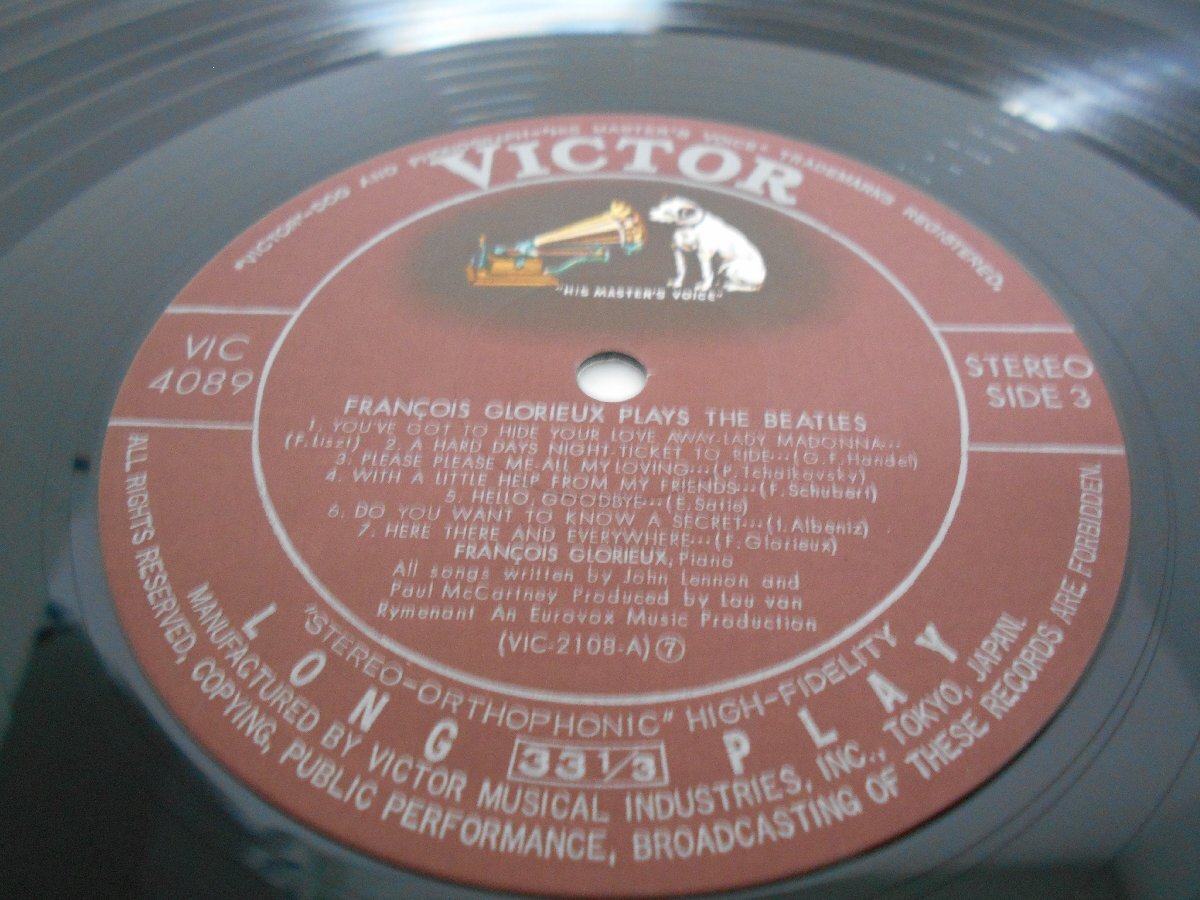 "VICTORY-DOG AND PHONOGRAPH-"HIS MASTER'S VOICE" TRADEMARKS REGISTERED.
VICTOR
"HIS MASTER'S VOICE"
VIC
4089
STEREO
SIDE 3
FRANÇOIS GLORIEUX PLAYS THE BEATLES
1. YOU'VE GOT TO HIDE YOUR LOVE AWAY-LADY MADONNA…
(F. Liszt) 2. A HARD DAYS NIGHT-TICKET TO RIDE…(G.F. Handel)
3. PLEASE PLEASE ME-ALL MY LOVING…(P. Tchaikovsky)
4. WITH A LITTLE HELP FROM MY FRIENDS…(F. Schubert)
5. HELLO, GOODBYE…(E. Satie)
6. DO YOU WANT TO KNOW A SECRET…(I. Albeniz)
7. HERE THERE AND EVERYWHERE…(F. Glorieux)
FRANÇOIS GLORIEUX, Piano
All songs written by John Lennon and
Paul McCartney Produced by Lou van
Rymenant An Eurovox Music Production
(VIC-2108-A) ⑦
"STEREO-ORTHOPHONIC" HIGH-FIDELITY
LONG 33 1/3 PLAY
MANUFACTURED BY VICTOR MUSICAL INDUSTRIES, INC., TOKYO, JAPAN.
ALL RIGHTS RESERVED, COPYING, PUBLIC PERFORMANCE, BROADCASTING OF THESE RECORDS ARE FORBIDDEN.